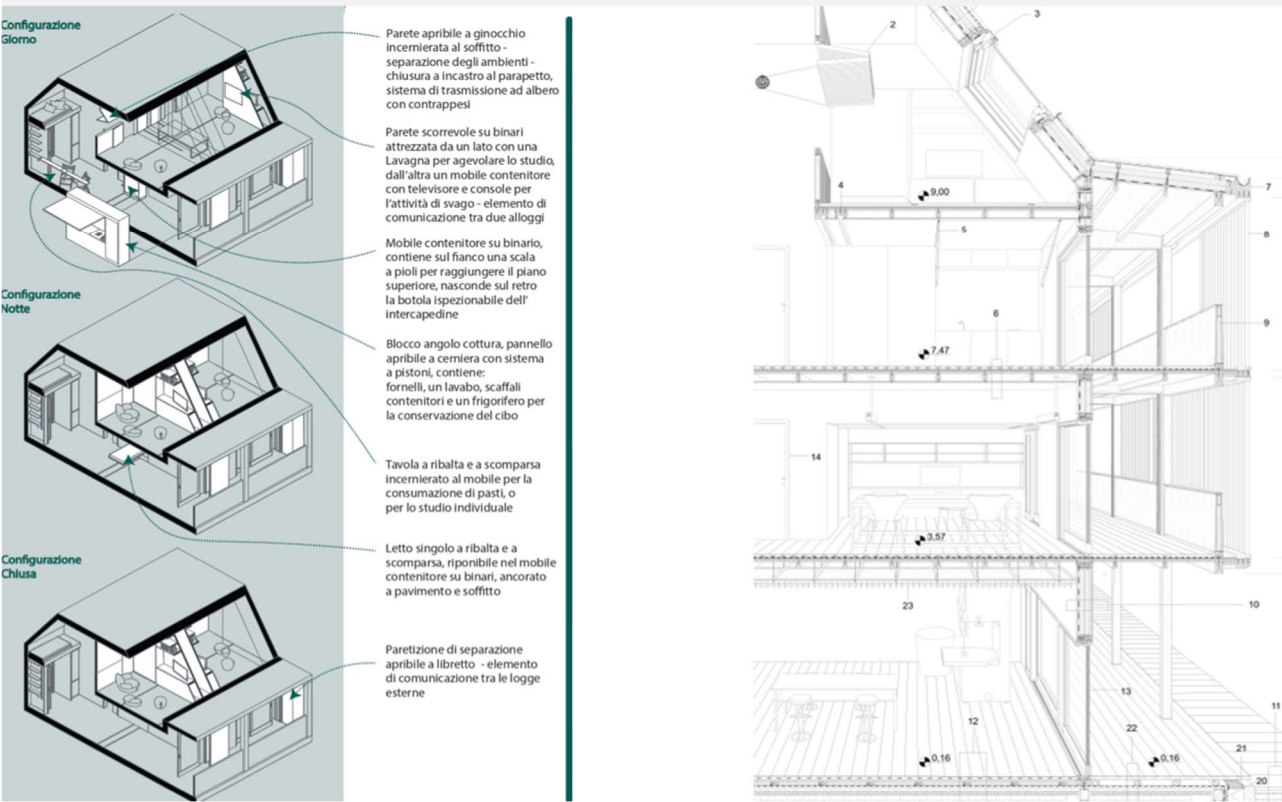 Configurazione
Giorno
Parete apribile a ginocchio
incernierata al soffitto -
separazione degli ambienti -
chiusura a incastro al parapetto,
sistema di trasmissione ad albero
con contrappesi
Parete scorrevole su binari
attrezzata da un lato con una
Lavagna per agevolare lo studio,
dall'altra un mobile contenitore
con televisore e console per
l'attività di svago - elemento di
comunicazione tra due alloggi
Mobile contenitore su binario,
contiene sul fianco una scala
a pioli per raggiungere il piano
superiore, nasconde sul retro
la botola ispezionabile dell'
intercapedine
Configurazione
Notte
Blocco angolo cottura, pannello
apribile a cerniera con sistema
a pistoni, contiene:
fornelli, un lavabo, scaffali
contenitori e un frigorifero per
la conservazione del cibo
Tavola a ribalta e a scomparsa
incernierato al mobile per la
consumazione di pasti, o
per lo studio individuale
Configurazione
Chiusa
Letto singolo a ribalta e a
scomparsa, riponibile nel mobile
contenitore su binari, ancorato
a pavimento e soffitto
Paretizione di separazione
apribile a libretto - elemento
di comunicazione tra le logge
esterne
2
3
4
9,00
7
5
8
6
9
7,47
14
3,57
23
10
13
11
12
22
21
0,16
0,16
20